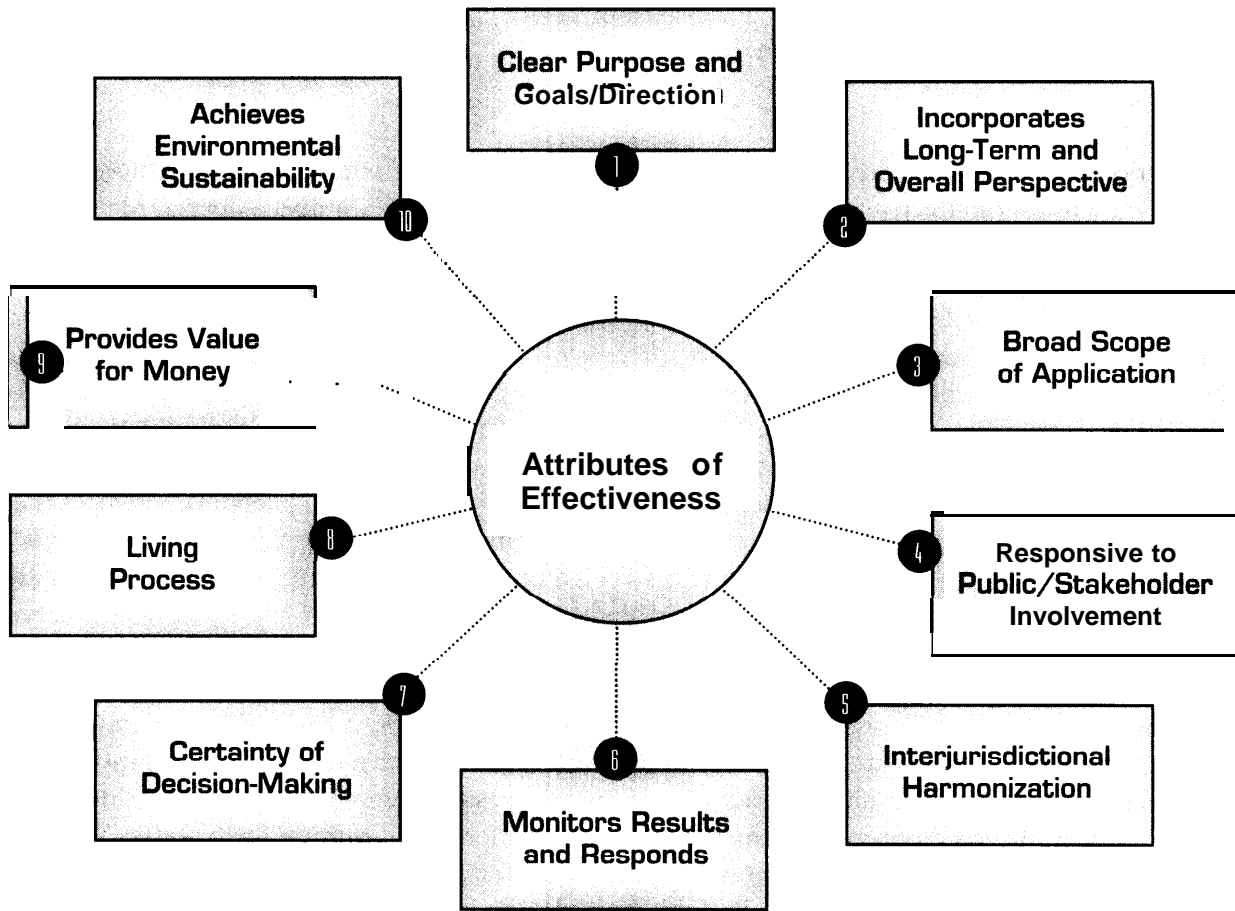 Clear Purpose and
Goals/Direction
1
Incorporates
Long-Term and
Overall Perspective
2
Broad Scope
of Application
3
Responsive to
Public/Stakeholder
Involvement
4
Interjurisdictional
Harmonization
5
Monitors Results
and Responds
6
Certainty of
Decision-Making
7
Living
Process
8
Provides Value
for Money
9
Achieves
Environmental
Sustainability
10
Attributes of
Effectiveness